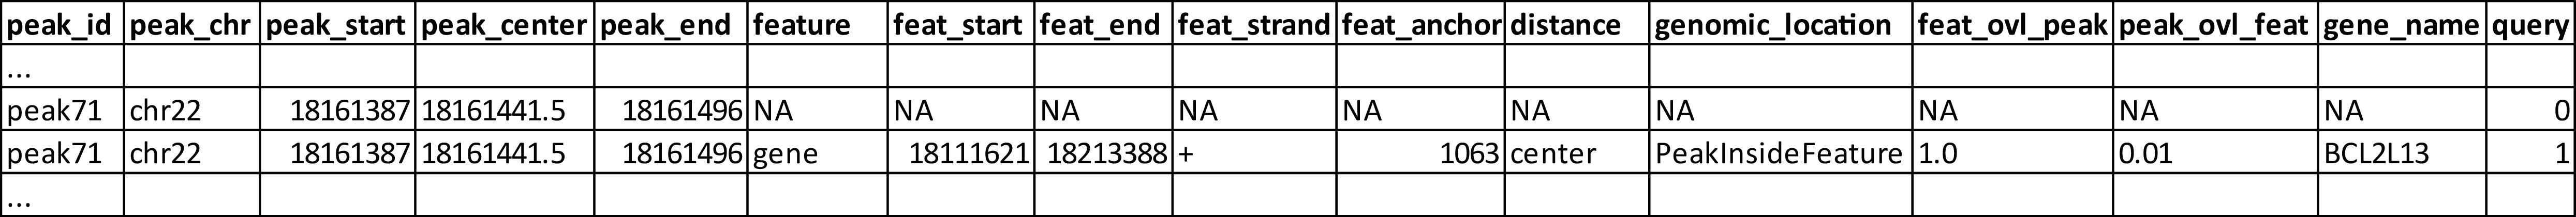 peak_id peak_chr peak_start peak_center peak_end feature feat_start feat_end feat_strand feat_anchor distance genomic_location feat_ovl_peak peak_ovl_feat gene_name query
...
peak71 chr22 18161387 18161441.5 18161496 NA NA NA NA NA NA NA NA NA NA 0
peak71 chr22 18161387 18161441.5 18161496 gene 18111621 18213388 + 1063 center PeakInsideFeature 1.0 0.01 BCL2L13 1
...